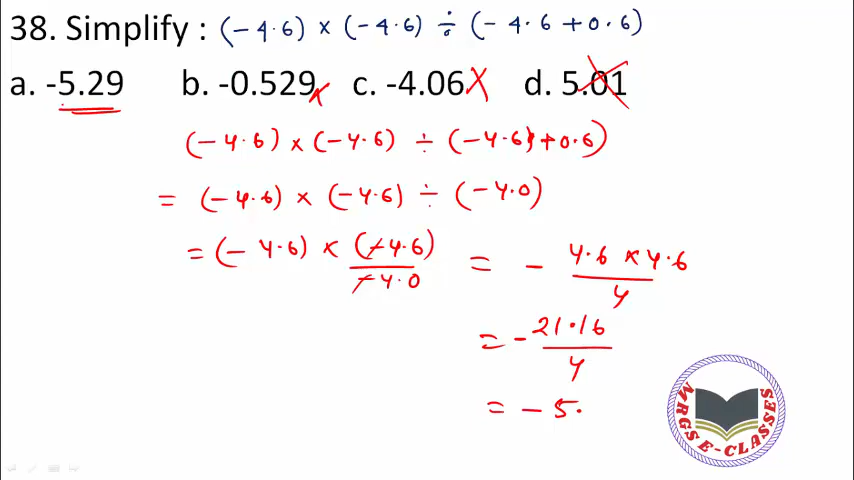 38. Simplify : (-4.6) × (-4.6) ÷ (-4.6+0.6)
a. -5.29 b. -0.529 c. -4.06 d. 5.01
(-4.6) × (-4.6) ÷ (-4.6)+0.6)
= (-4.6) × (-4.6) ÷ (-4.0)
= (-4.6) × (-4.6)/-4.0 = - 4.6×4.6/4
= - 21.16/4
= - 5.
MRGSE E-CLASSES